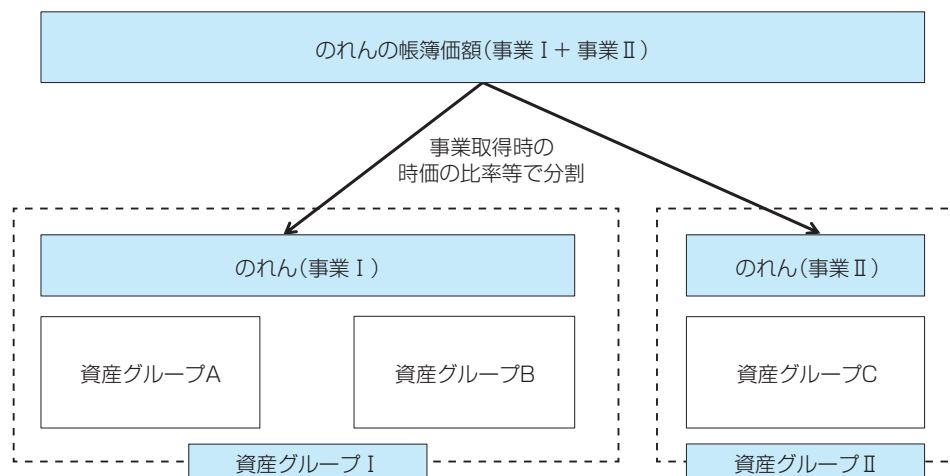 のれんの帳簿価額(事業Ⅰ+事業Ⅱ)
事業取得時の
時価の比率等で分割
のれん(事業Ⅰ)
のれん(事業Ⅱ)
資産グループA
資産グループB
資産グループC
資産グループⅠ
資産グループⅡ